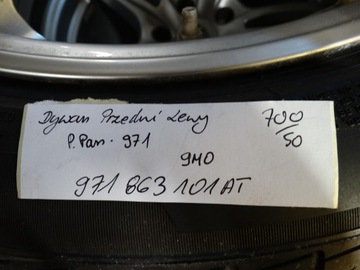 Dywan Przedni Lewy 700/50
P. Pan. 971
9M0
971 863 101 AT